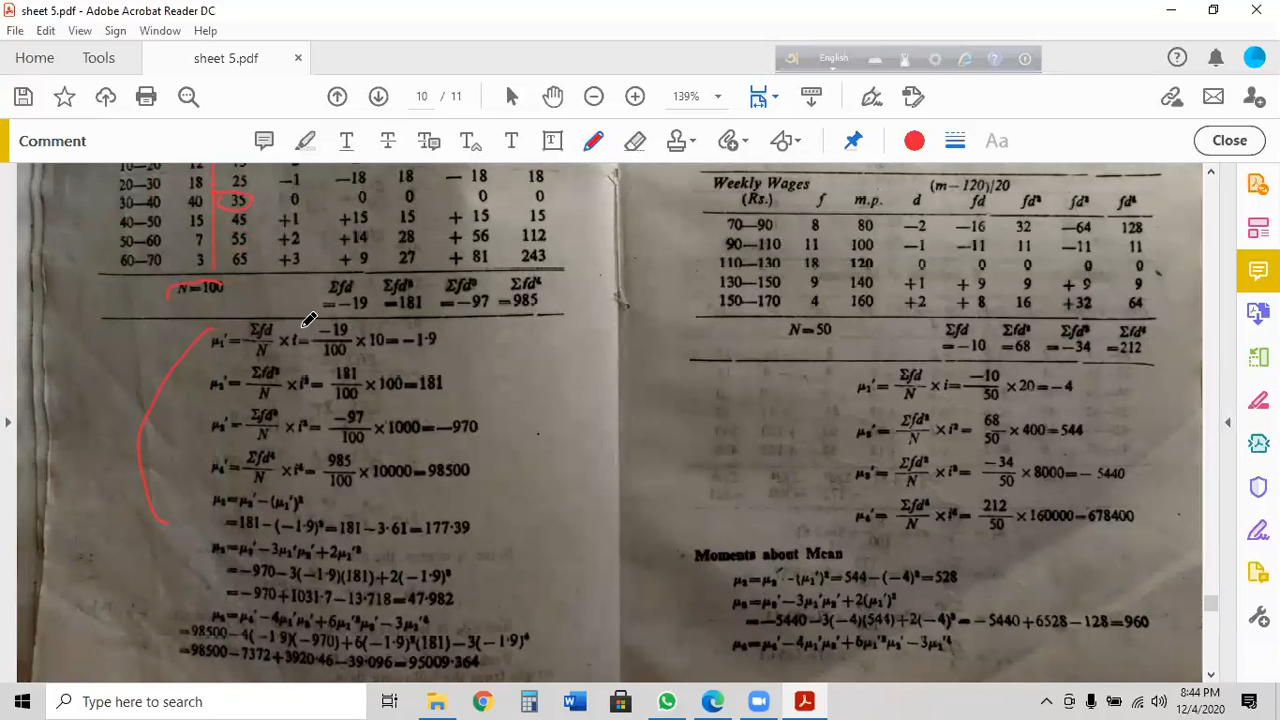 sheet 5.pdf - Adobe Acrobat Reader DC
File Edit View Sign Window Help
Home Tools sheet 5.pdf × English
10 / 11 139%
Comment Aa Close
20—30 18 25 —1 —18 18 — 18 18
30—40 40 35 0 0 0 0 0
40—50 15 45 +1 +15 15 + 15 15
50—60 7 55 +2 +14 28 + 56 112
60—70 3 65 +3 + 9 27 + 81 243
N=100 Σfd Σfd² Σfd³ Σfd⁴
=—19 =181 =—97 =985
μ₁′= Σfd/N ×i= —19/100 ×10=—1·9
μ₂′= Σfd²/N ×i²= 181/100 ×100=181
μ₃′= Σfd³/N ×i³= —97/100 ×1000=—970
μ₄′= Σfd⁴/N ×i⁴= 985/100 ×10000=98500
μ₂=μ₂′—(μ₁′)²
=181—(—1·9)²=181—3·61=177·39
μ₃=μ₃′—3μ₁′μ₂′+2μ₁′³
=—970—3(—1·9)(181)+2(—1·9)³
=—970+1031·7—13·718=47·982
μ₄=μ₄′—4μ₁′μ₃′+6μ₁′²μ₂′—3μ₁′⁴
=98500—4(—1·9)(—970)+6(—1·9)²(181)—3(—1·9)⁴
=98500—7372+3920·46—39·096=95009·364
Weekly Wages (m—120)/20
(Rs.) f m.p. d fd fd² fd³ fd⁴
70—90 8 80 —2 —16 32 —64 128
90—110 11 100 —1 —11 11 —11 11
110—130 18 120 0 0 0 0 0
130—150 9 140 +1 + 9 9 + 9 9
150—170 4 160 +2 + 8 16 +32 64
N=50 Σfd Σfd² Σfd³ Σfd⁴
=—10 =68 =—34 =212
μ₁′= Σfd/N ×i= —10/50 ×20=—4
μ₂′= Σfd²/N ×i²= 68/50 ×400=544
μ₃′= Σfd³/N ×i³= —34/50 ×8000=—5440
μ₄′= Σfd⁴/N ×i⁴= 212/50 ×160000=678400
Moments about Mean
μ₂=μ₂′—(μ₁′)²=544—(—4)²=528
μ₃=μ₃′—3μ₁′μ₂′+2(μ₁′)³
=—5440—3(—4)(544)+2(—4)³=—5440+6528—128=960
μ₄=μ₄′—4μ₁′μ₃′+6μ₁′²μ₂′—3μ₁′⁴
Type here to search
8:44 PM
12/4/2020